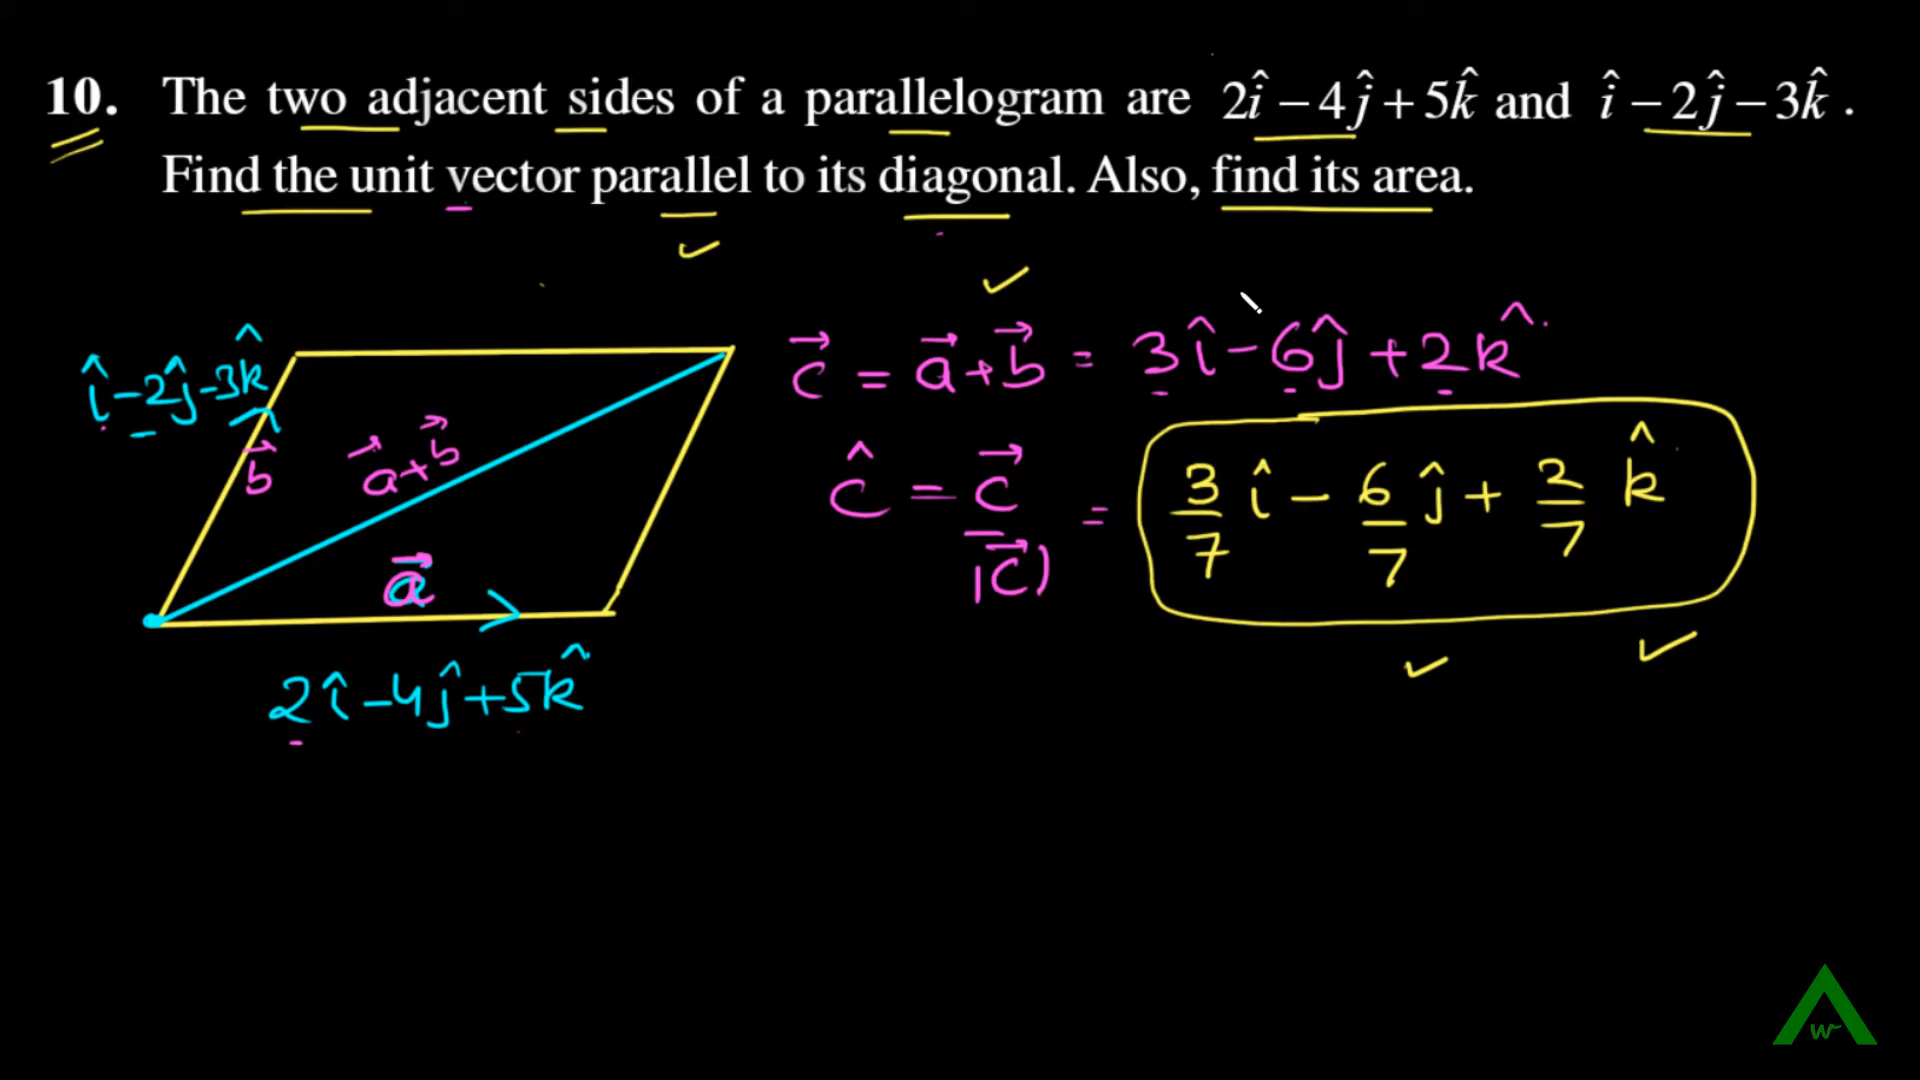 10. The two adjacent sides of a parallelogram are 2î – 4ĵ + 5k̂ and î – 2ĵ – 3k̂ .
Find the unit vector parallel to its diagonal. Also, find its area.
î – 2ĵ – 3k̂
b⃗
a⃗ + b⃗
a⃗
2î – 4ĵ + 5k̂
c⃗ = a⃗ + b⃗ = 3î – 6ĵ + 2k̂
ĉ = c⃗ / |c⃗| = 3/7 î – 6/7 ĵ + 2/7 k̂
w